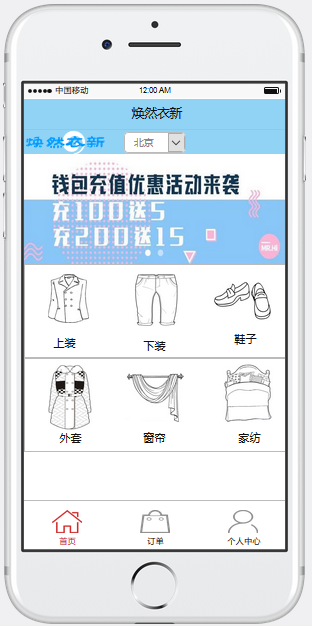 中国移动 12:00 AM
焕然衣新
焕然衣新 北京
钱包充值优惠活动来袭
充100送5
充200送15
上装 下装 鞋子
外套 窗帘 家纺
首页 订单 个人中心